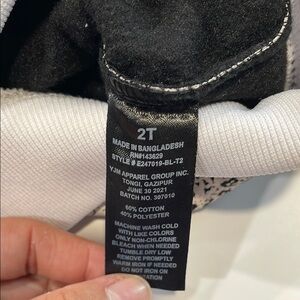 2T
MADE IN BANGLADESH
RN#143629
STYLE # E247019-BL-T2
YJM APPAREL GROUP INC.
TONGI, GAZIPUR
JUNE 30 2021
BATCH NO. 307010
60% COTTON
40% POLYESTER
MACHINE WASH COLD
WITH LIKE COLORS
ONLY NON-CHLORINE
BLEACH WHEN NEEDED
TUMBLE DRY LOW
REMOVE PROMPTLY
WARM IRON IF NEEDED
DO NOT IRON ON